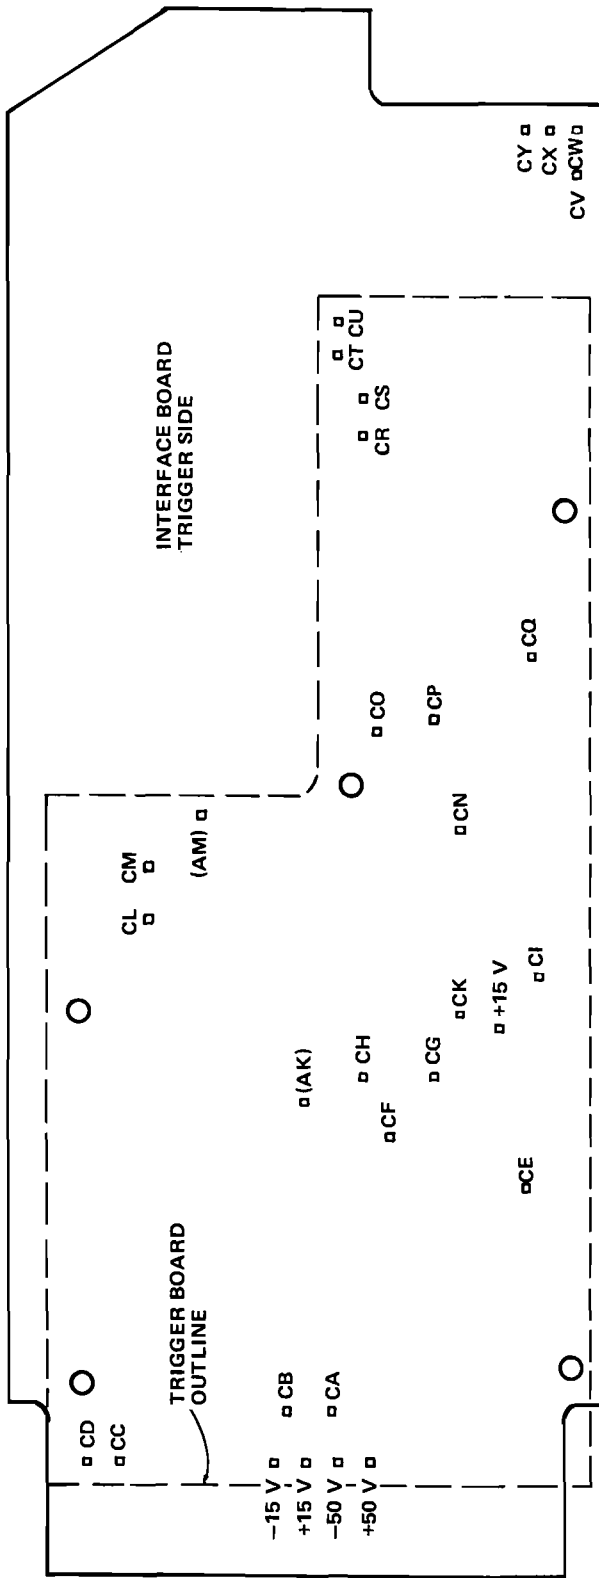 INTERFACE BOARD
TRIGGER SIDE
TRIGGER BOARD
OUTLINE
CD
CC
−15 V
+15 V
−50 V
+50 V
CB
CA
CL
CM
(AM)
(AK)
CH
CF
CG
CK
+15 V
CI
CE
CN
CO
CP
CQ
CR
CS
CT CU
CY
CX
CV
CW